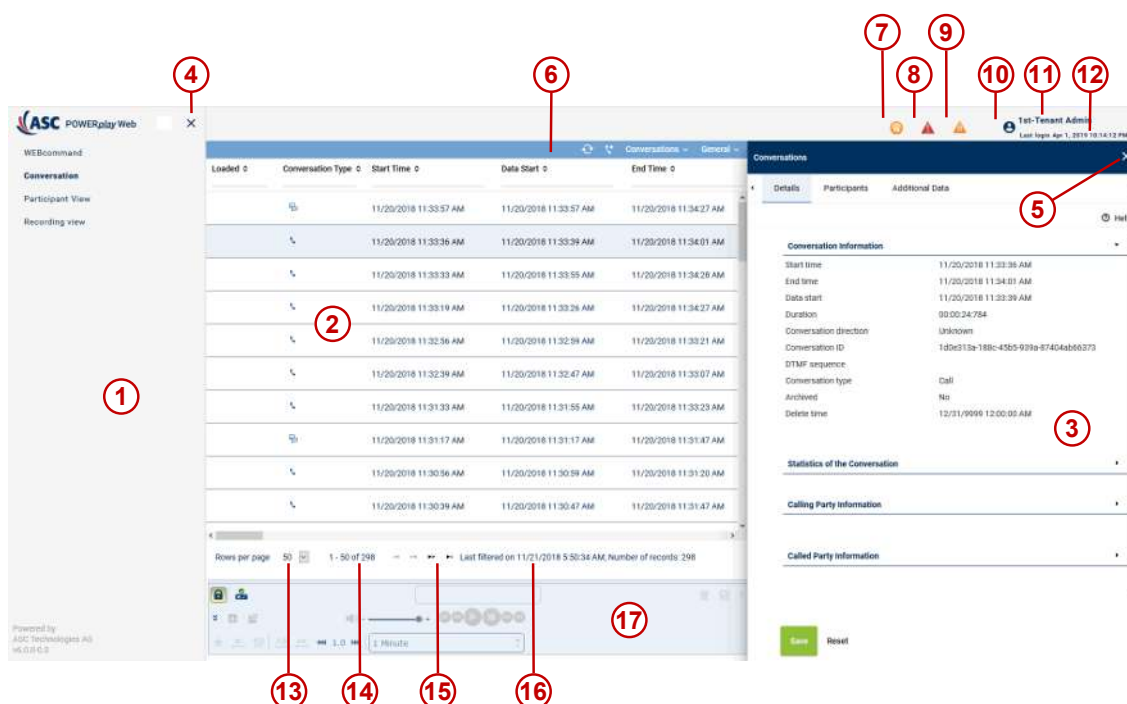 7
9
4
6
8
10
11
12
ASC POWERplay Web
1st-Tenant Admin
Last login Apr 1, 2019 10:14:12 PM
WEBcommand
Conversation
Participant View
Recording view
1
Conversations General
Loaded Conversation Type Start Time Data Start End Time
11/20/2018 11:33:57 AM 11/20/2018 11:33:57 AM 11/20/2018 11:34:27 AM
11/20/2018 11:33:36 AM 11/20/2018 11:33:39 AM 11/20/2018 11:34:01 AM
11/20/2018 11:33:33 AM 11/20/2018 11:33:55 AM 11/20/2018 11:34:28 AM
11/20/2018 11:33:19 AM 11/20/2018 11:33:26 AM 11/20/2018 11:34:27 AM
2
11/20/2018 11:32:36 AM 11/20/2018 11:32:59 AM 11/20/2018 11:33:21 AM
11/20/2018 11:32:39 AM 11/20/2018 11:32:47 AM 11/20/2018 11:33:07 AM
11/20/2018 11:31:33 AM 11/20/2018 11:31:55 AM 11/20/2018 11:33:23 AM
11/20/2018 11:31:17 AM 11/20/2018 11:31:17 AM 11/20/2018 11:31:47 AM
11/20/2018 11:30:56 AM 11/20/2018 11:30:59 AM 11/20/2018 11:31:20 AM
11/20/2018 11:30:39 AM 11/20/2018 11:30:47 AM 11/20/2018 11:31:47 AM
Rows per page 50 1 - 50 of 298 Last filtered on 11/21/2018 5:50:34 AM, Number of records: 298
1.0 1 Minute
17
Conversations
5
Details Participants Additional Data
Conversation Information
Start time 11/20/2018 11:33:36 AM
End time 11/20/2018 11:34:01 AM
Data start 11/20/2018 11:33:39 AM
Duration 00:00:24:784
Conversation direction Unknown
Conversation ID 1d0e313a-188c-45b5-939a-87404ab66373
DTMF sequence
Conversation type Call
Archived No
Delete time 12/31/9999 12:00:00 AM
3
Statistics of the Conversation
Calling Party Information
Called Party Information
Save Reset
Powered by
ASC Technologies AG
13
14
15
16